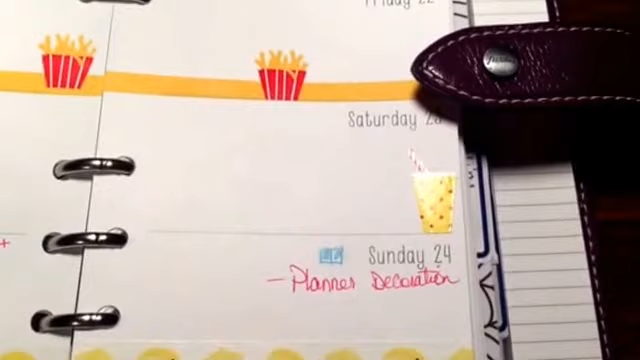 Friday 22
Saturday 23
Sunday 24
- Planner Decoration
+